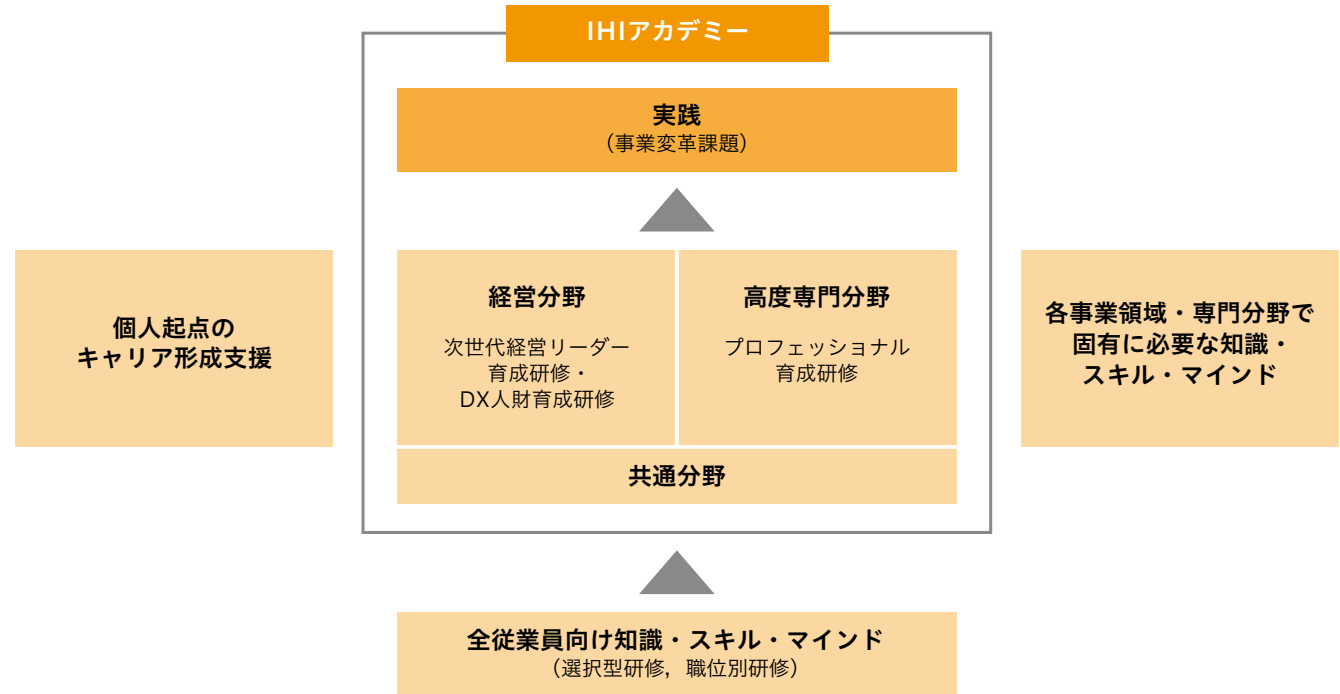 IHIアカデミー
実践
（事業変革課題）
個人起点の
キャリア形成支援
経営分野
次世代経営リーダー
育成研修・
DX人財育成研修
高度専門分野
プロフェッショナル
育成研修
共通分野
各事業領域・専門分野で
固有に必要な知識・
スキル・マインド
全従業員向け知識・スキル・マインド
（選択型研修，職位別研修）